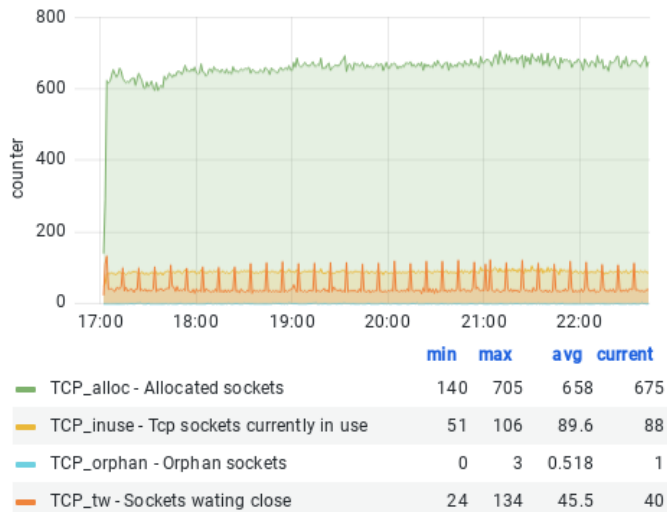 800
600
400
200
0
counter
17:00 18:00 19:00 20:00 21:00 22:00
min max avg current
TCP_alloc - Allocated sockets 140 705 658 675
TCP_inuse - Tcp sockets currently in use 51 106 89.6 88
TCP_orphan - Orphan sockets 0 3 0.518 1
TCP_tw - Sockets wating close 24 134 45.5 40